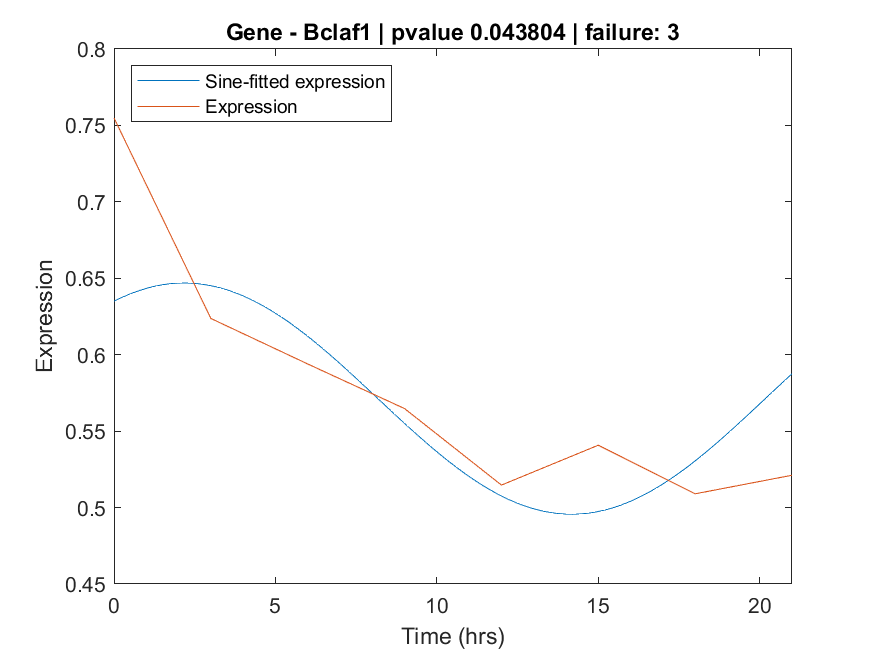 Gene - Bclaf1 | pvalue 0.043804 | failure: 3
0.8
0.75
0.7
0.65
0.6
0.55
0.5
0.45
Expression
Sine-fitted expression
Expression
0
5
10
15
20
Time (hrs)